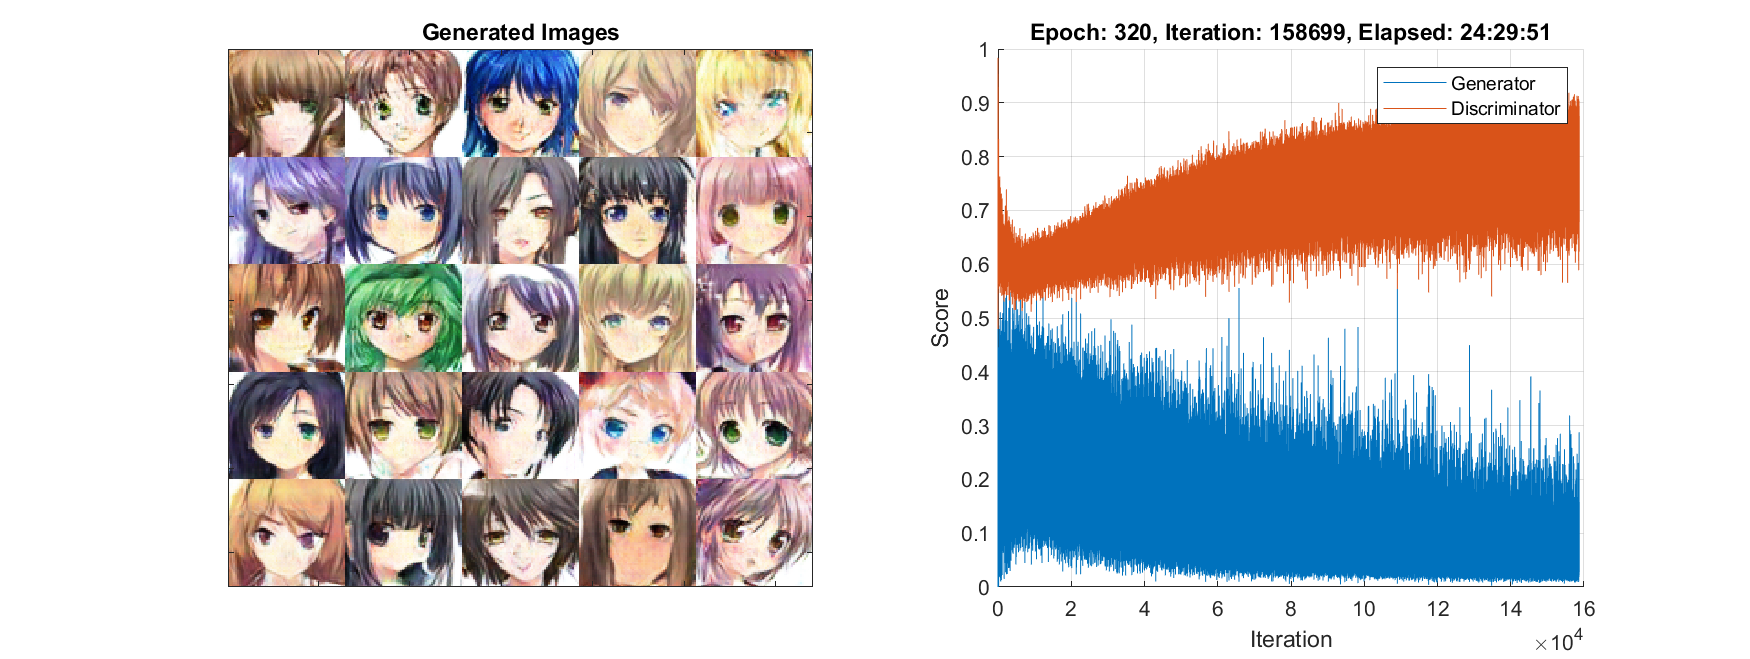 Generated Images
Epoch: 320, Iteration: 158699, Elapsed: 24:29:51
Generator
Discriminator
Score
1
0.9
0.8
0.7
0.6
0.5
0.4
0.3
0.2
0.1
0
0 2 4 6 8 10 12 14 16
Iteration
×10^4